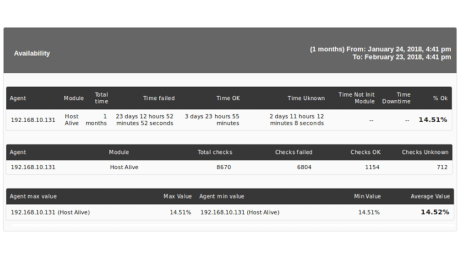 Availability
(1 months) From: January 24, 2018, 4:41 pm
To: February 23, 2018, 4:41 pm
Agent Module Total time Time failed Time OK Time Uknown Time Not Init Module Time Downtime % Ok
192.168.10.131 Host Alive 1 months 23 days 12 hours 52 minutes 52 seconds 3 days 23 hours 55 minutes 2 days 11 hours 12 minutes 8 seconds -- -- 14.51%
Agent Module Total checks Checks failed Checks OK Checks Unknown
192.168.10.131 Host Alive 8670 6804 1154 712
Agent max value Max Value Agent min value Min Value Average Value
192.168.10.131 (Host Alive) 14.51% 192.168.10.131 (Host Alive) 14.51% 14.52%